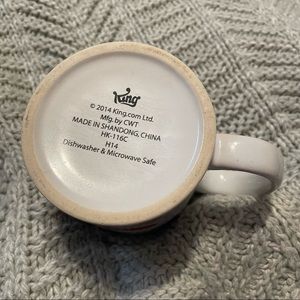 King
© 2014 King.com Ltd.
Mfg. by CWT
MADE IN SHANDONG, CHINA
HK-116C
H14
Dishwasher & Microwave Safe